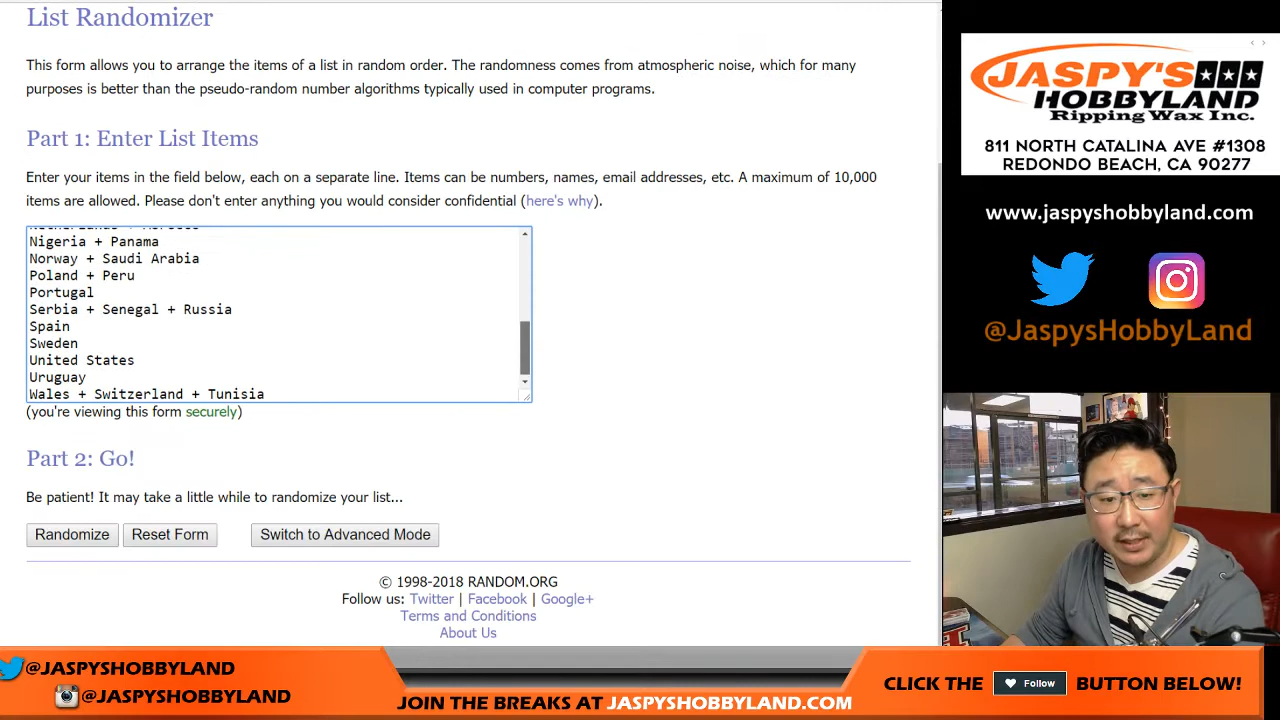 List Randomizer
This form allows you to arrange the items of a list in random order. The randomness comes from atmospheric noise, which for many
purposes is better than the pseudo-random number algorithms typically used in computer programs.
Part 1: Enter List Items
Enter your items in the field below, each on a separate line. Items can be numbers, names, email addresses, etc. A maximum of 10,000
items are allowed. Please don't enter anything you would consider confidential (here's why).
Nigeria + Panama
Norway + Saudi Arabia
Poland + Peru
Portugal
Serbia + Senegal + Russia
Spain
Sweden
United States
Uruguay
Wales + Switzerland + Tunisia
(you're viewing this form securely)
Part 2: Go!
Be patient! It may take a little while to randomize your list...
Randomize
Reset Form
Switch to Advanced Mode
© 1998-2018 RANDOM.ORG
Follow us: Twitter | Facebook | Google+
Terms and Conditions
About Us
JASPY'S
HOBBYLAND
Ripping Wax Inc.
811 NORTH CATALINA AVE #1308
REDONDO BEACH, CA 90277
www.jaspyshobbyland.com
@JaspysHobbyLand
@JASPYSHOBBYLAND
@JASPYSHOBBYLAND
JOIN THE BREAKS AT JASPYSHOBBYLAND.COM
CLICK THE Follow BUTTON BELOW!